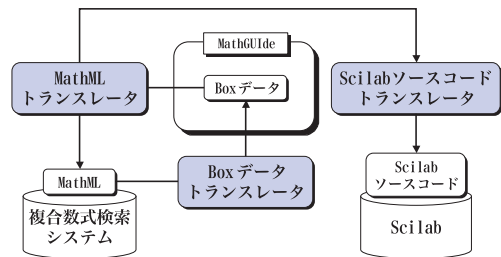 MathGUIde
MathML
トランスレータ
Boxデータ
Scilabソースコード
トランスレータ
MathML
Boxデータ
トランスレータ
Scilab
ソースコード
複合数式検索
システム
Scilab